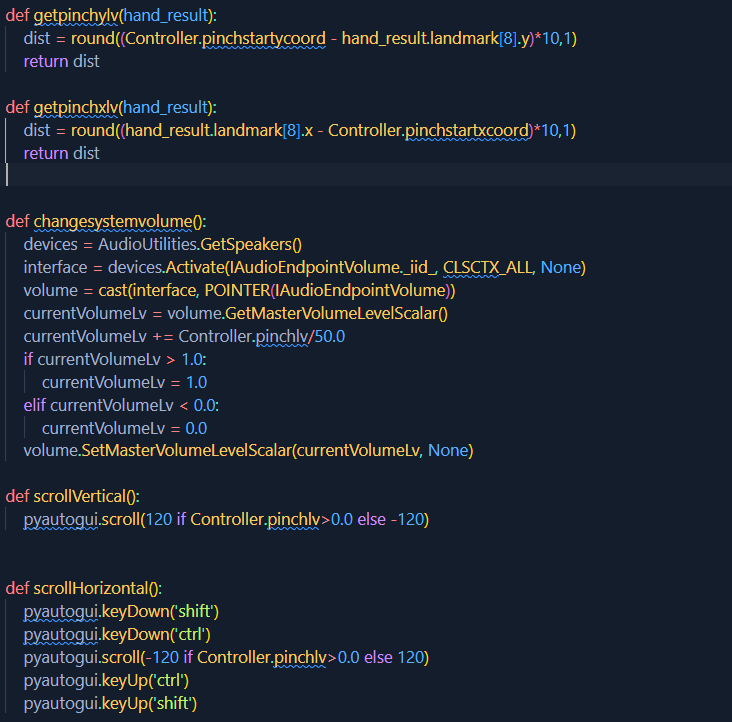 def getpinchylv(hand_result):
    dist = round((Controller.pinchstartycoord - hand_result.landmark[8].y)*10,1)
    return dist

def getpinchxlv(hand_result):
    dist = round((hand_result.landmark[8].x - Controller.pinchstartxcoord)*10,1)
    return dist

def changesystemvolume():
    devices = AudioUtilities.GetSpeakers()
    interface = devices.Activate(IAudioEndpointVolume._iid_, CLSCTX_ALL, None)
    volume = cast(interface, POINTER(IAudioEndpointVolume))
    currentVolumeLv = volume.GetMasterVolumeLevelScalar()
    currentVolumeLv += Controller.pinchlv/50.0
    if currentVolumeLv > 1.0:
        currentVolumeLv = 1.0
    elif currentVolumeLv < 0.0:
        currentVolumeLv = 0.0
    volume.SetMasterVolumeLevelScalar(currentVolumeLv, None)

def scrollVertical():
    pyautogui.scroll(120 if Controller.pinchlv>0.0 else -120)

def scrollHorizontal():
    pyautogui.keyDown('shift')
    pyautogui.keyDown('ctrl')
    pyautogui.scroll(-120 if Controller.pinchlv>0.0 else 120)
    pyautogui.keyUp('ctrl')
    pyautogui.keyUp('shift')